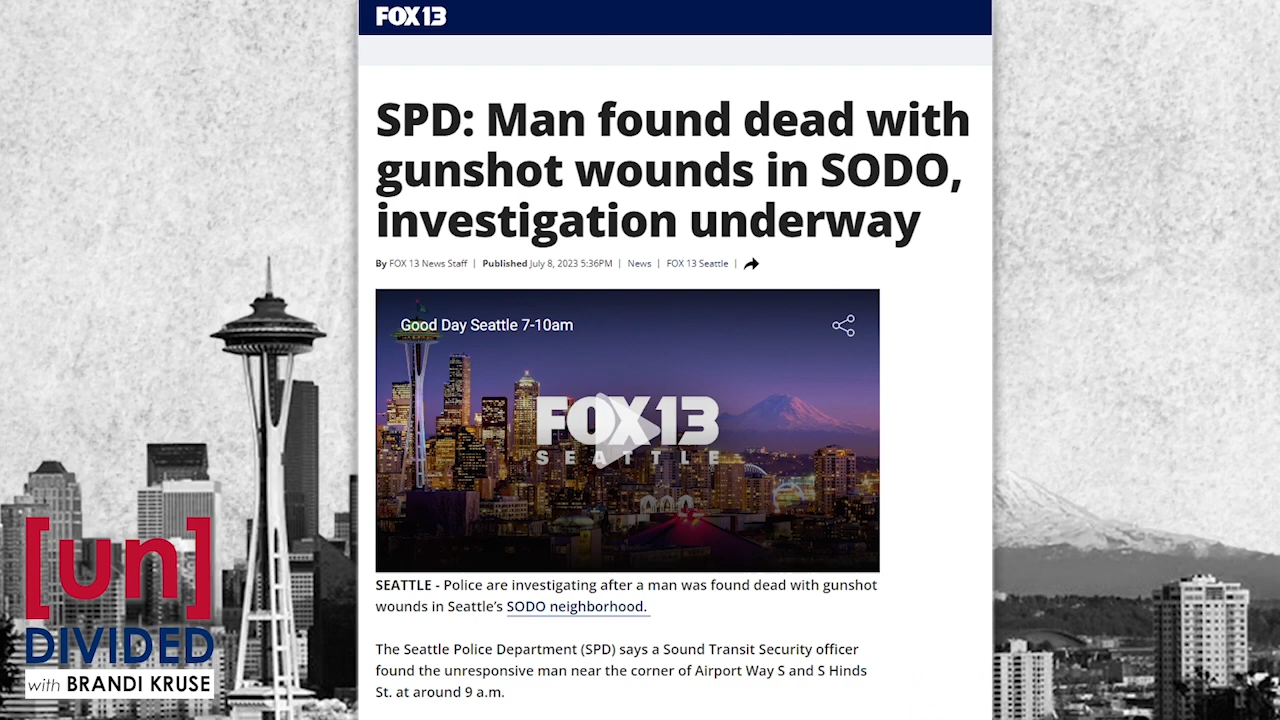 FOX 13
SPD: Man found dead with
gunshot wounds in SODO,
investigation underway
By FOX 13 News Staff | Published July 8, 2023 5:36PM | News | FOX 13 Seattle |
Good Day Seattle 7-10am
FOX 13
SEATTLE
SEATTLE - Police are investigating after a man was found dead with gunshot
wounds in Seattle's SODO neighborhood.
The Seattle Police Department (SPD) says a Sound Transit Security officer
found the unresponsive man near the corner of Airport Way S and S Hinds
St. at around 9 a.m.
[un]
DIVIDED
with BRANDI KRUSE